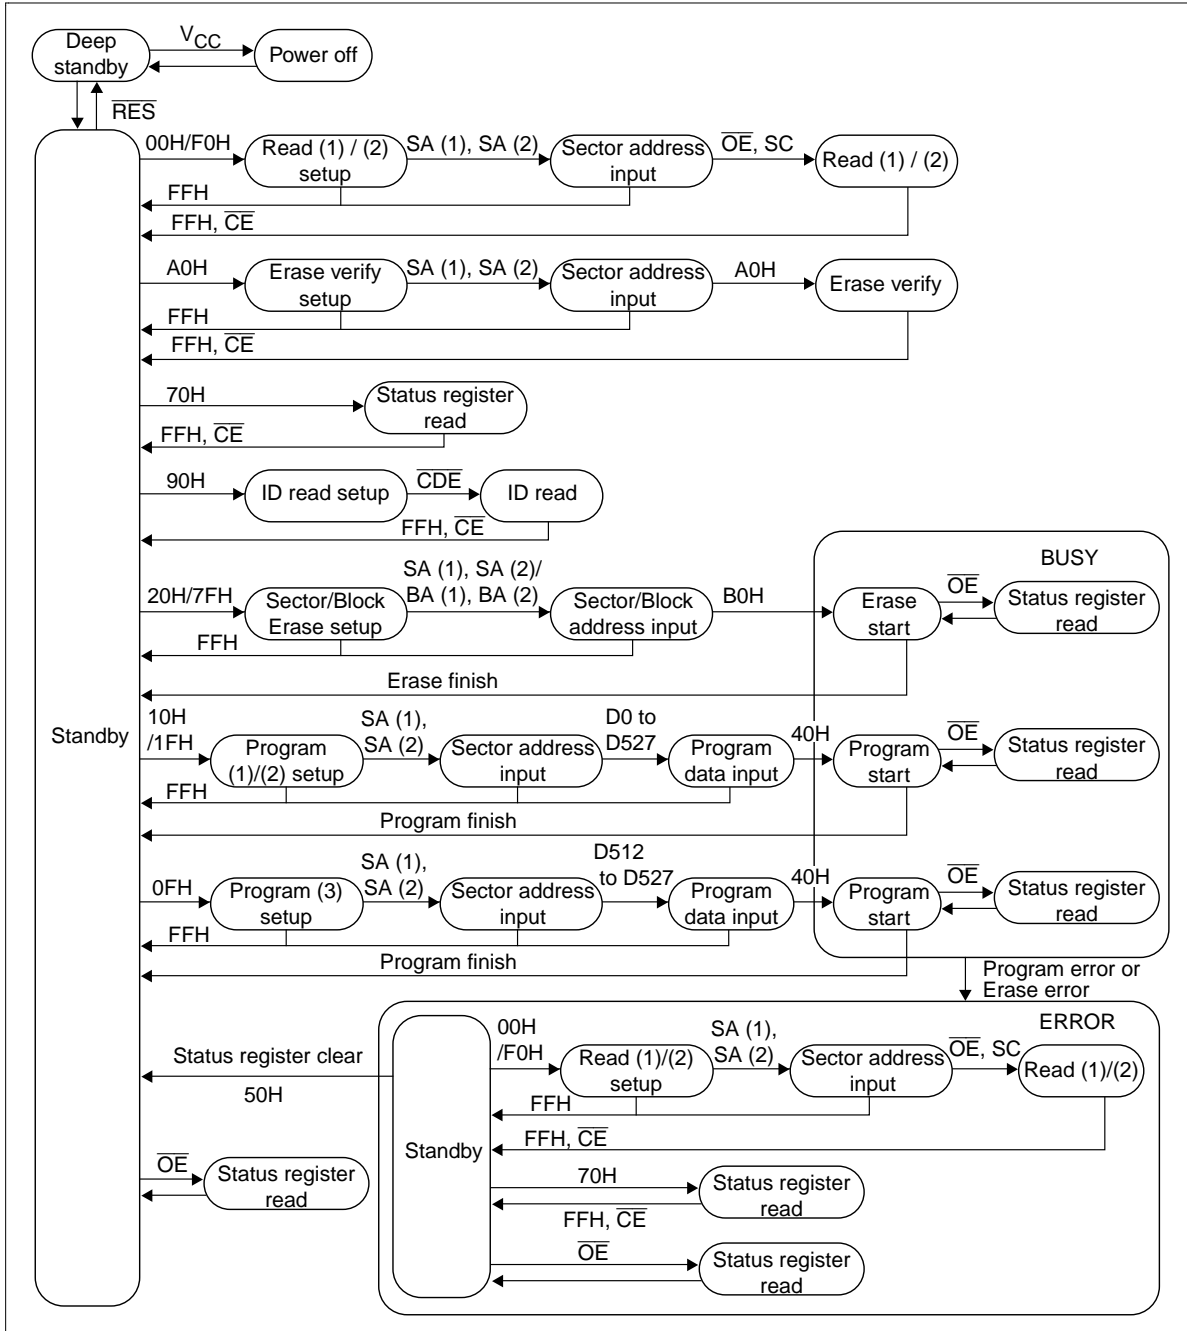 Deep
standby
VCC
Power off
RES
00H/F0H
Read (1) / (2)
setup
SA (1), SA (2)
Sector address
input
OE, SC
Read (1) / (2)
FFH
FFH, CE
A0H
Erase verify
setup
SA (1), SA (2)
Sector address
input
A0H
Erase verify
FFH
FFH, CE
70H
Status register
read
FFH, CE
90H
ID read setup
CDE
ID read
FFH, CE
BUSY
20H/7FH
Sector/Block
Erase setup
SA (1), SA (2)/
BA (1), BA (2)
Sector/Block
address input
B0H
Erase
start
OE
Status register
read
FFH
Erase finish
Standby
10H
/1FH
Program
(1)/(2) setup
SA (1),
SA (2)
Sector address
input
D0 to
D527
Program
data input
40H
Program
start
OE
Status register
read
FFH
Program finish
0FH
Program (3)
setup
SA (1),
SA (2)
Sector address
input
D512
to D527
Program
data input
40H
Program
start
OE
Status register
read
FFH
Program finish
Program error or
Erase error
ERROR
Status register clear
50H
Standby
00H
/F0H
Read (1)/(2)
setup
SA (1),
SA (2)
Sector address
input
OE, SC
Read (1)/(2)
FFH
FFH, CE
OE
Status register
read
70H
Status register
read
FFH, CE
OE
Status register
read